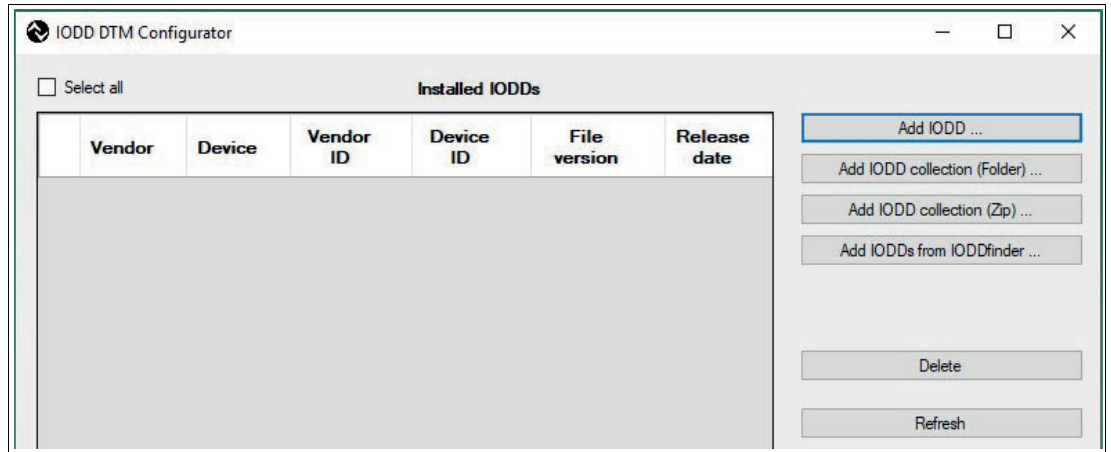 IODD DTM Configurator
Select all
Installed IODDs
Vendor Device Vendor ID Device ID File version Release date
Add IODD ...
Add IODD collection (Folder) ...
Add IODD collection (Zip) ...
Add IODDs from IODDfinder ...
Delete
Refresh